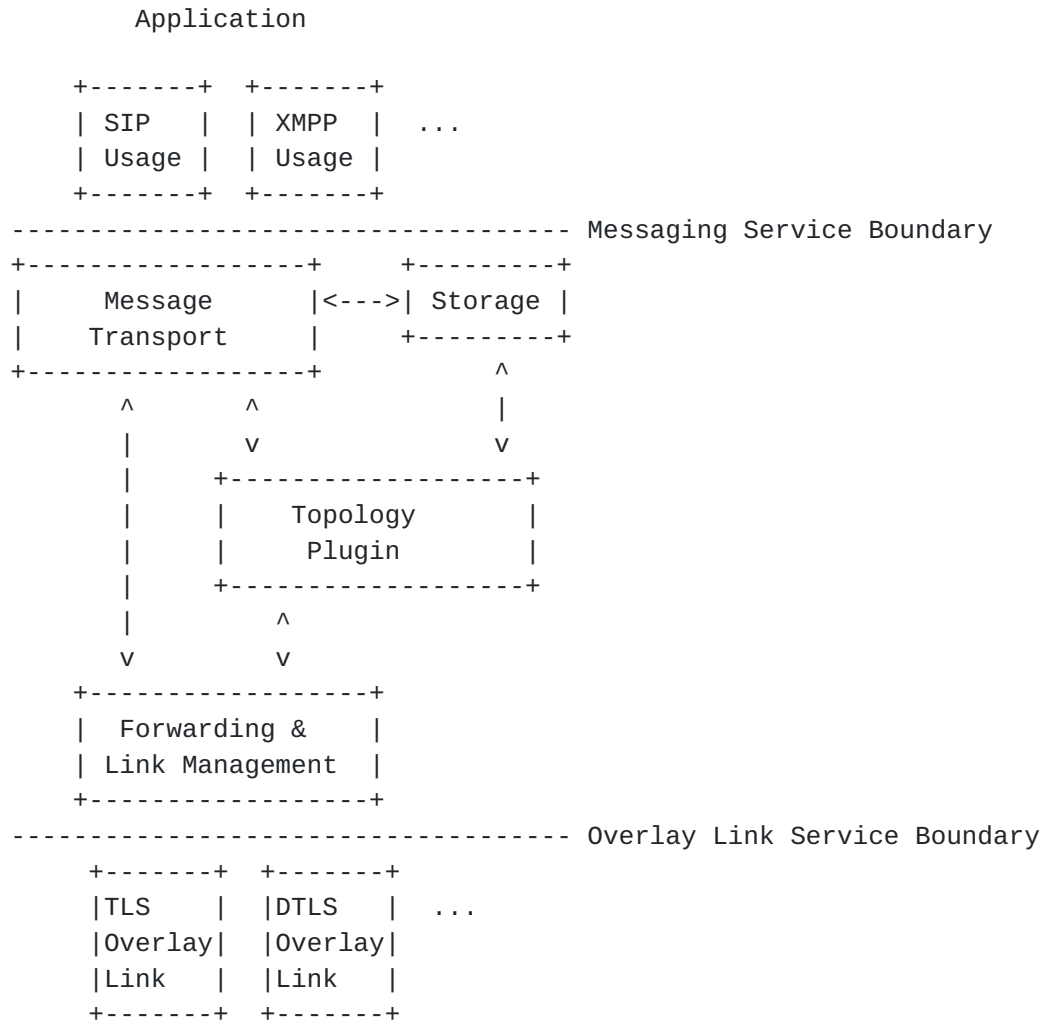 Application
+-------+  +-------+
| SIP   |  | XMPP  |  ...
| Usage |  | Usage |
+-------+  +-------+
------------------------------------ Messaging Service Boundary
+------------------+     +---------+
|     Message      |<--->| Storage |
|    Transport     |     +---------+
+------------------+           ^
^       ^               |
|       v               v
|     +-------------------+
|     |    Topology       |
|     |     Plugin        |
|     +-------------------+
|         ^
v         v
+------------------+
|  Forwarding &    |
| Link Management  |
+------------------+
------------------------------------ Overlay Link Service Boundary
+-------+  +-------+
|TLS    |  |DTLS   |  ...
|Overlay|  |Overlay|
|Link   |  |Link   |
+-------+  +-------+